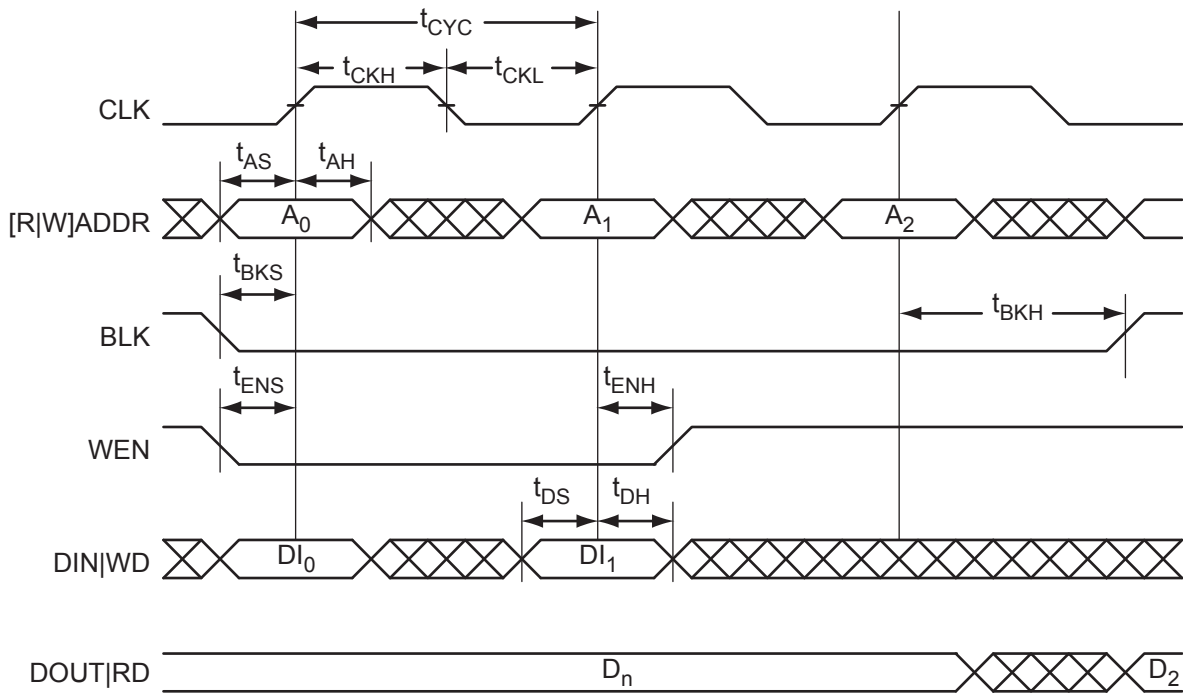 tCYC
tCKH tCKL
CLK
tAS tAH
[R|W]ADDR A0 A1 A2
tBKS tBKH
BLK
tENS tENH
WEN
tDS tDH
DIN|WD DI0 DI1
DOUT|RD Dn D2